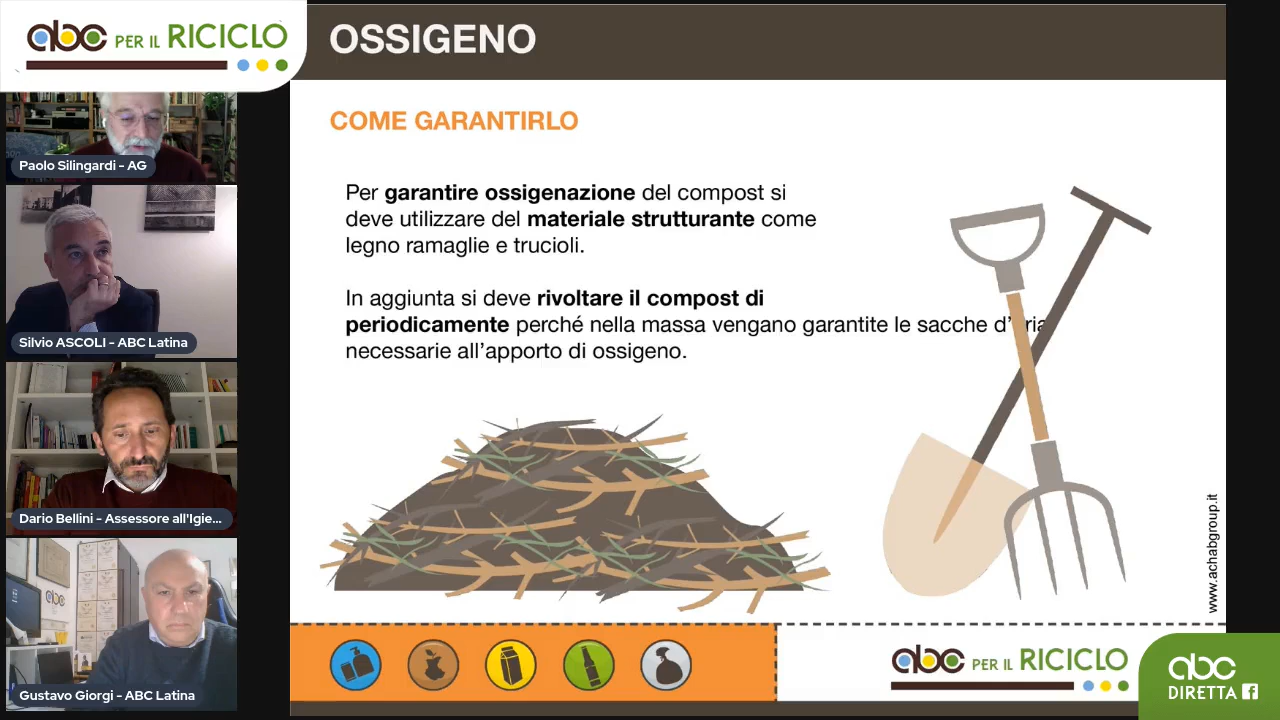 abc PER IL RICICLO
OSSIGENO
COME GARANTIRLO
Per garantire ossigenazione del compost si
deve utilizzare del materiale strutturante come
legno ramaglie e trucioli.
In aggiunta si deve rivoltare il compost di
periodicamente perché nella massa vengano garantite le sacche d'aria
necessarie all'apporto di ossigeno.
Paolo Silingardi - AG
Silvio ASCOLI - ABC Latina
Dario Bellini - Assessore all'Igie...
Gustavo Giorgi - ABC Latina
www.achabgroup.it
abc PER IL RICICLO
abc
DIRETTA